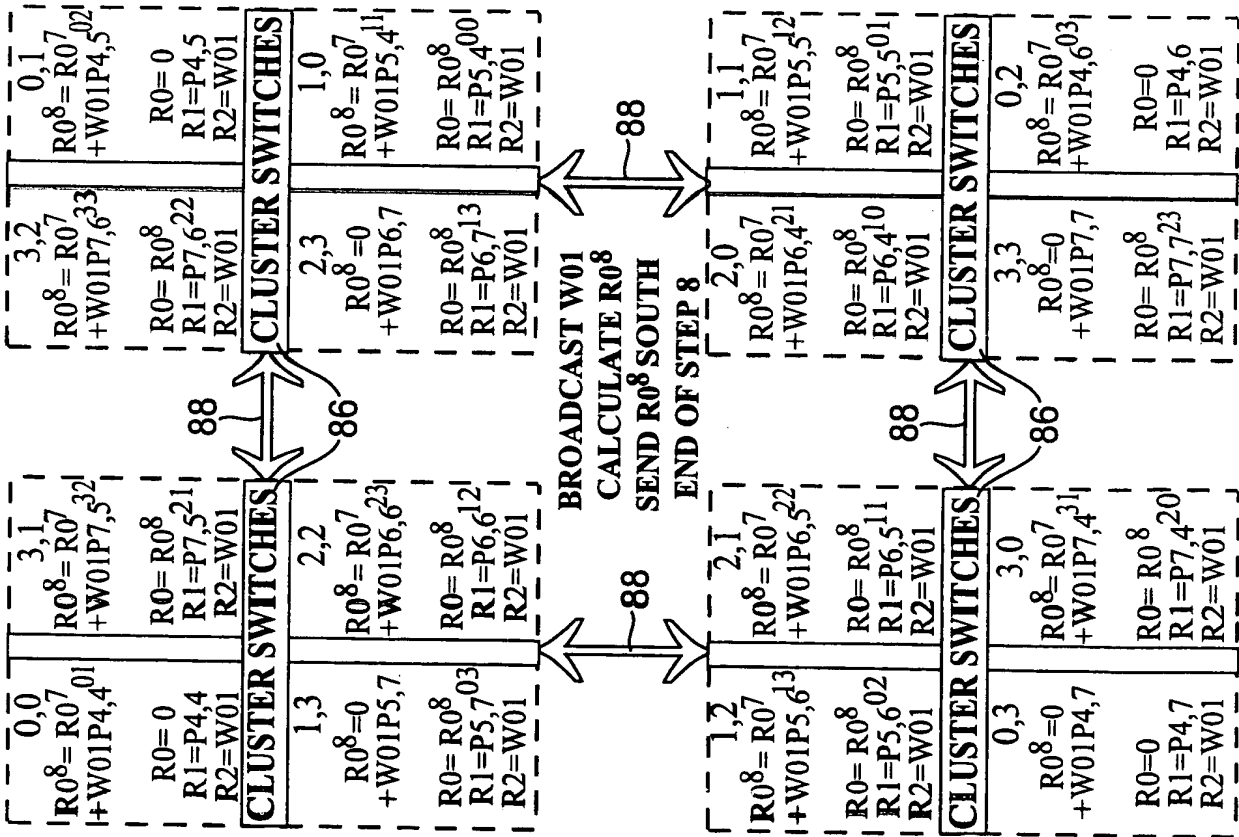 0,0
R0⁸= R0⁷
+W01P4,4⁰¹
R0= 0
R1=P4,4
R2=W01
3,1
R0⁸= R0⁷
+W01P7,5³²
R0= R0⁸
R1=P7,5²¹
R2=W01
CLUSTER SWITCHES
1,3
R0⁸=0
+W01P5,7
R0= R0⁸
R1=P5,7⁰³
R2=W01
2,2
R0⁸= R0⁷
+W01P6,6²³
R0= R0⁸
R1=P6,6¹²
R2=W01
88
86
3,2
R0⁸= R0⁷
+W01P7,6³³
R0= R0⁸
R1=P7,6²²
R2=W01
0,1
R0⁸= R0⁷
+W01P4,5⁰²
R0= 0
R1=P4,5
R2=W01
CLUSTER SWITCHES
2,3
R0⁸=0
+W01P6,7
R0= R0⁸
R1=P6,7¹³
R2=W01
1,0
R0⁸= R0⁷
+W01P5,4¹¹
R0= R0⁸
R1=P5,4⁰⁰
R2=W01
88
BROADCAST W01
CALCULATE R0⁸
SEND R0⁸ SOUTH
END OF STEP 8
88
1,2
R0⁸= R0⁷
+W01P5,6¹³
R0= R0⁸
R1=P5,6⁰²
R2=W01
2,1
R0⁸= R0⁷
+W01P6,5²²
R0= R0⁸
R1=P6,5¹¹
R2=W01
CLUSTER SWITCHES
0,3
R0⁸=0
+W01P4,7
R0=0
R1=P4,7
R2=W01
3,0
R0⁸= R0⁷
+W01P7,4³¹
R0= R0⁸
R1=P7,4²⁰
R2=W01
88
86
2,0
R0⁸= R0⁷
+W01P6,4²¹
R0= R0⁸
R1=P6,4¹⁰
R2=W01
1,1
R0⁸= R0⁷
+W01P5,5¹²
R0= R0⁸
R1=P5,5⁰¹
R2=W01
CLUSTER SWITCHES
3,3
R0⁸=0
+W01P7,7
R0= R0⁸
R1=P7,7²³
R2=W01
0,2
R0⁸= R0⁷
+W01P4,6⁰³
R0=0
R1=P4,6
R2=W01